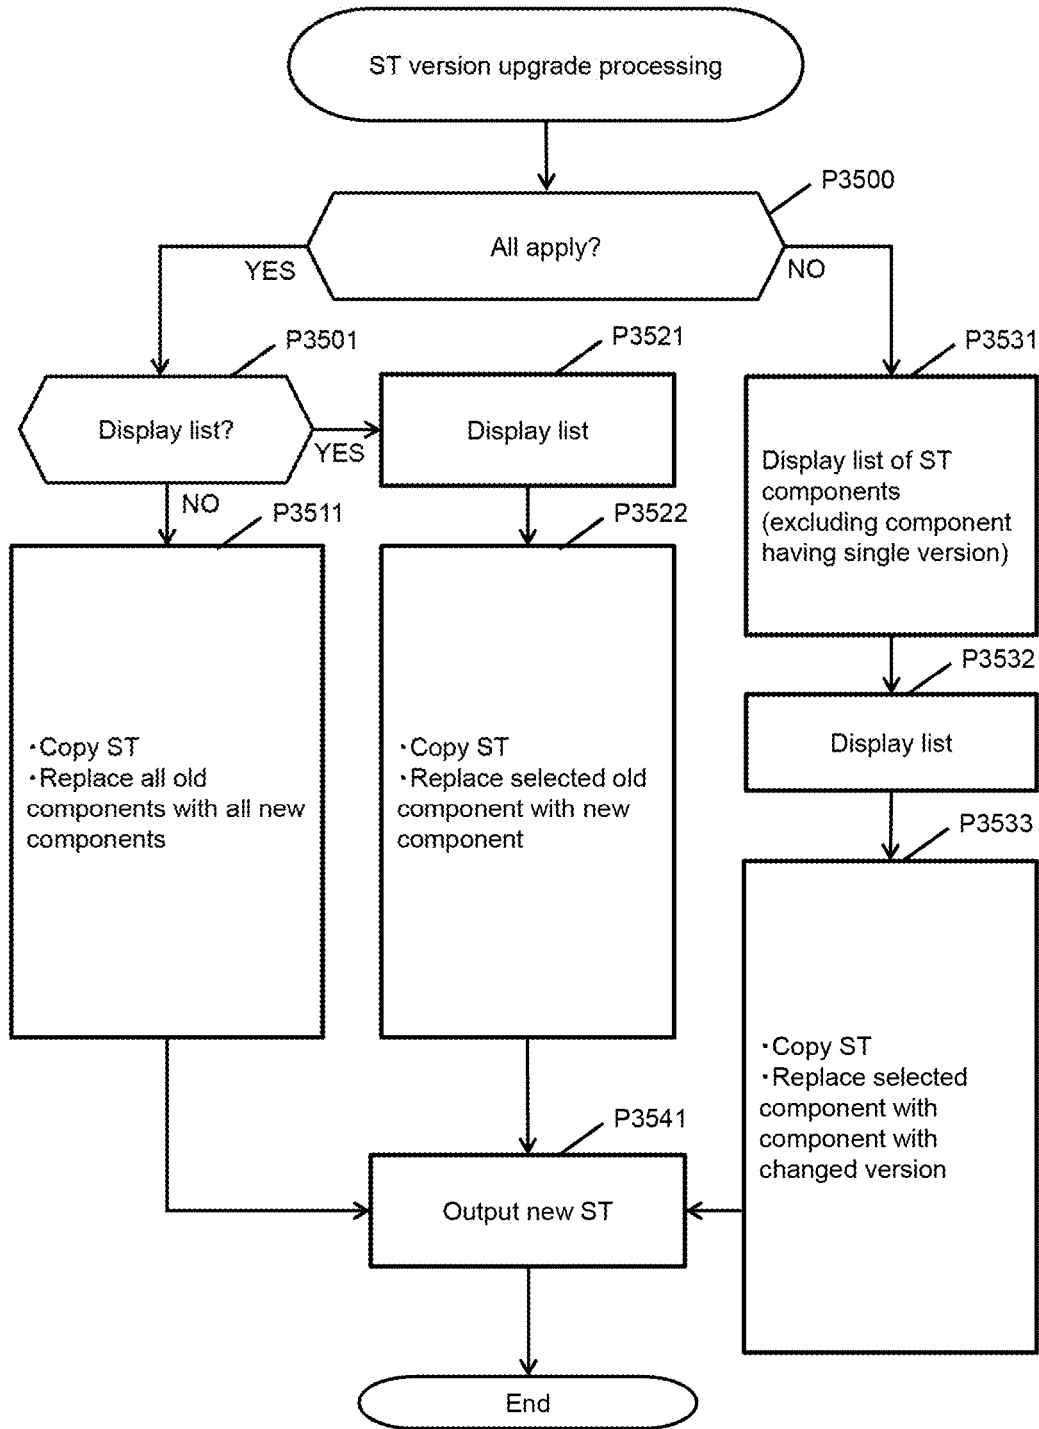 ST version upgrade processing
P3500
All apply?
YES
NO
P3501
P3521
P3531
Display list?
YES
Display list
Display list of ST
components
(excluding component
having single version)
NO
P3511
P3522
P3532
Display list
・Copy ST
・Replace all old
components with all new
components
・Copy ST
・Replace selected old
component with new
component
P3533
・Copy ST
・Replace selected
component with
component with
changed version
P3541
Output new ST
End